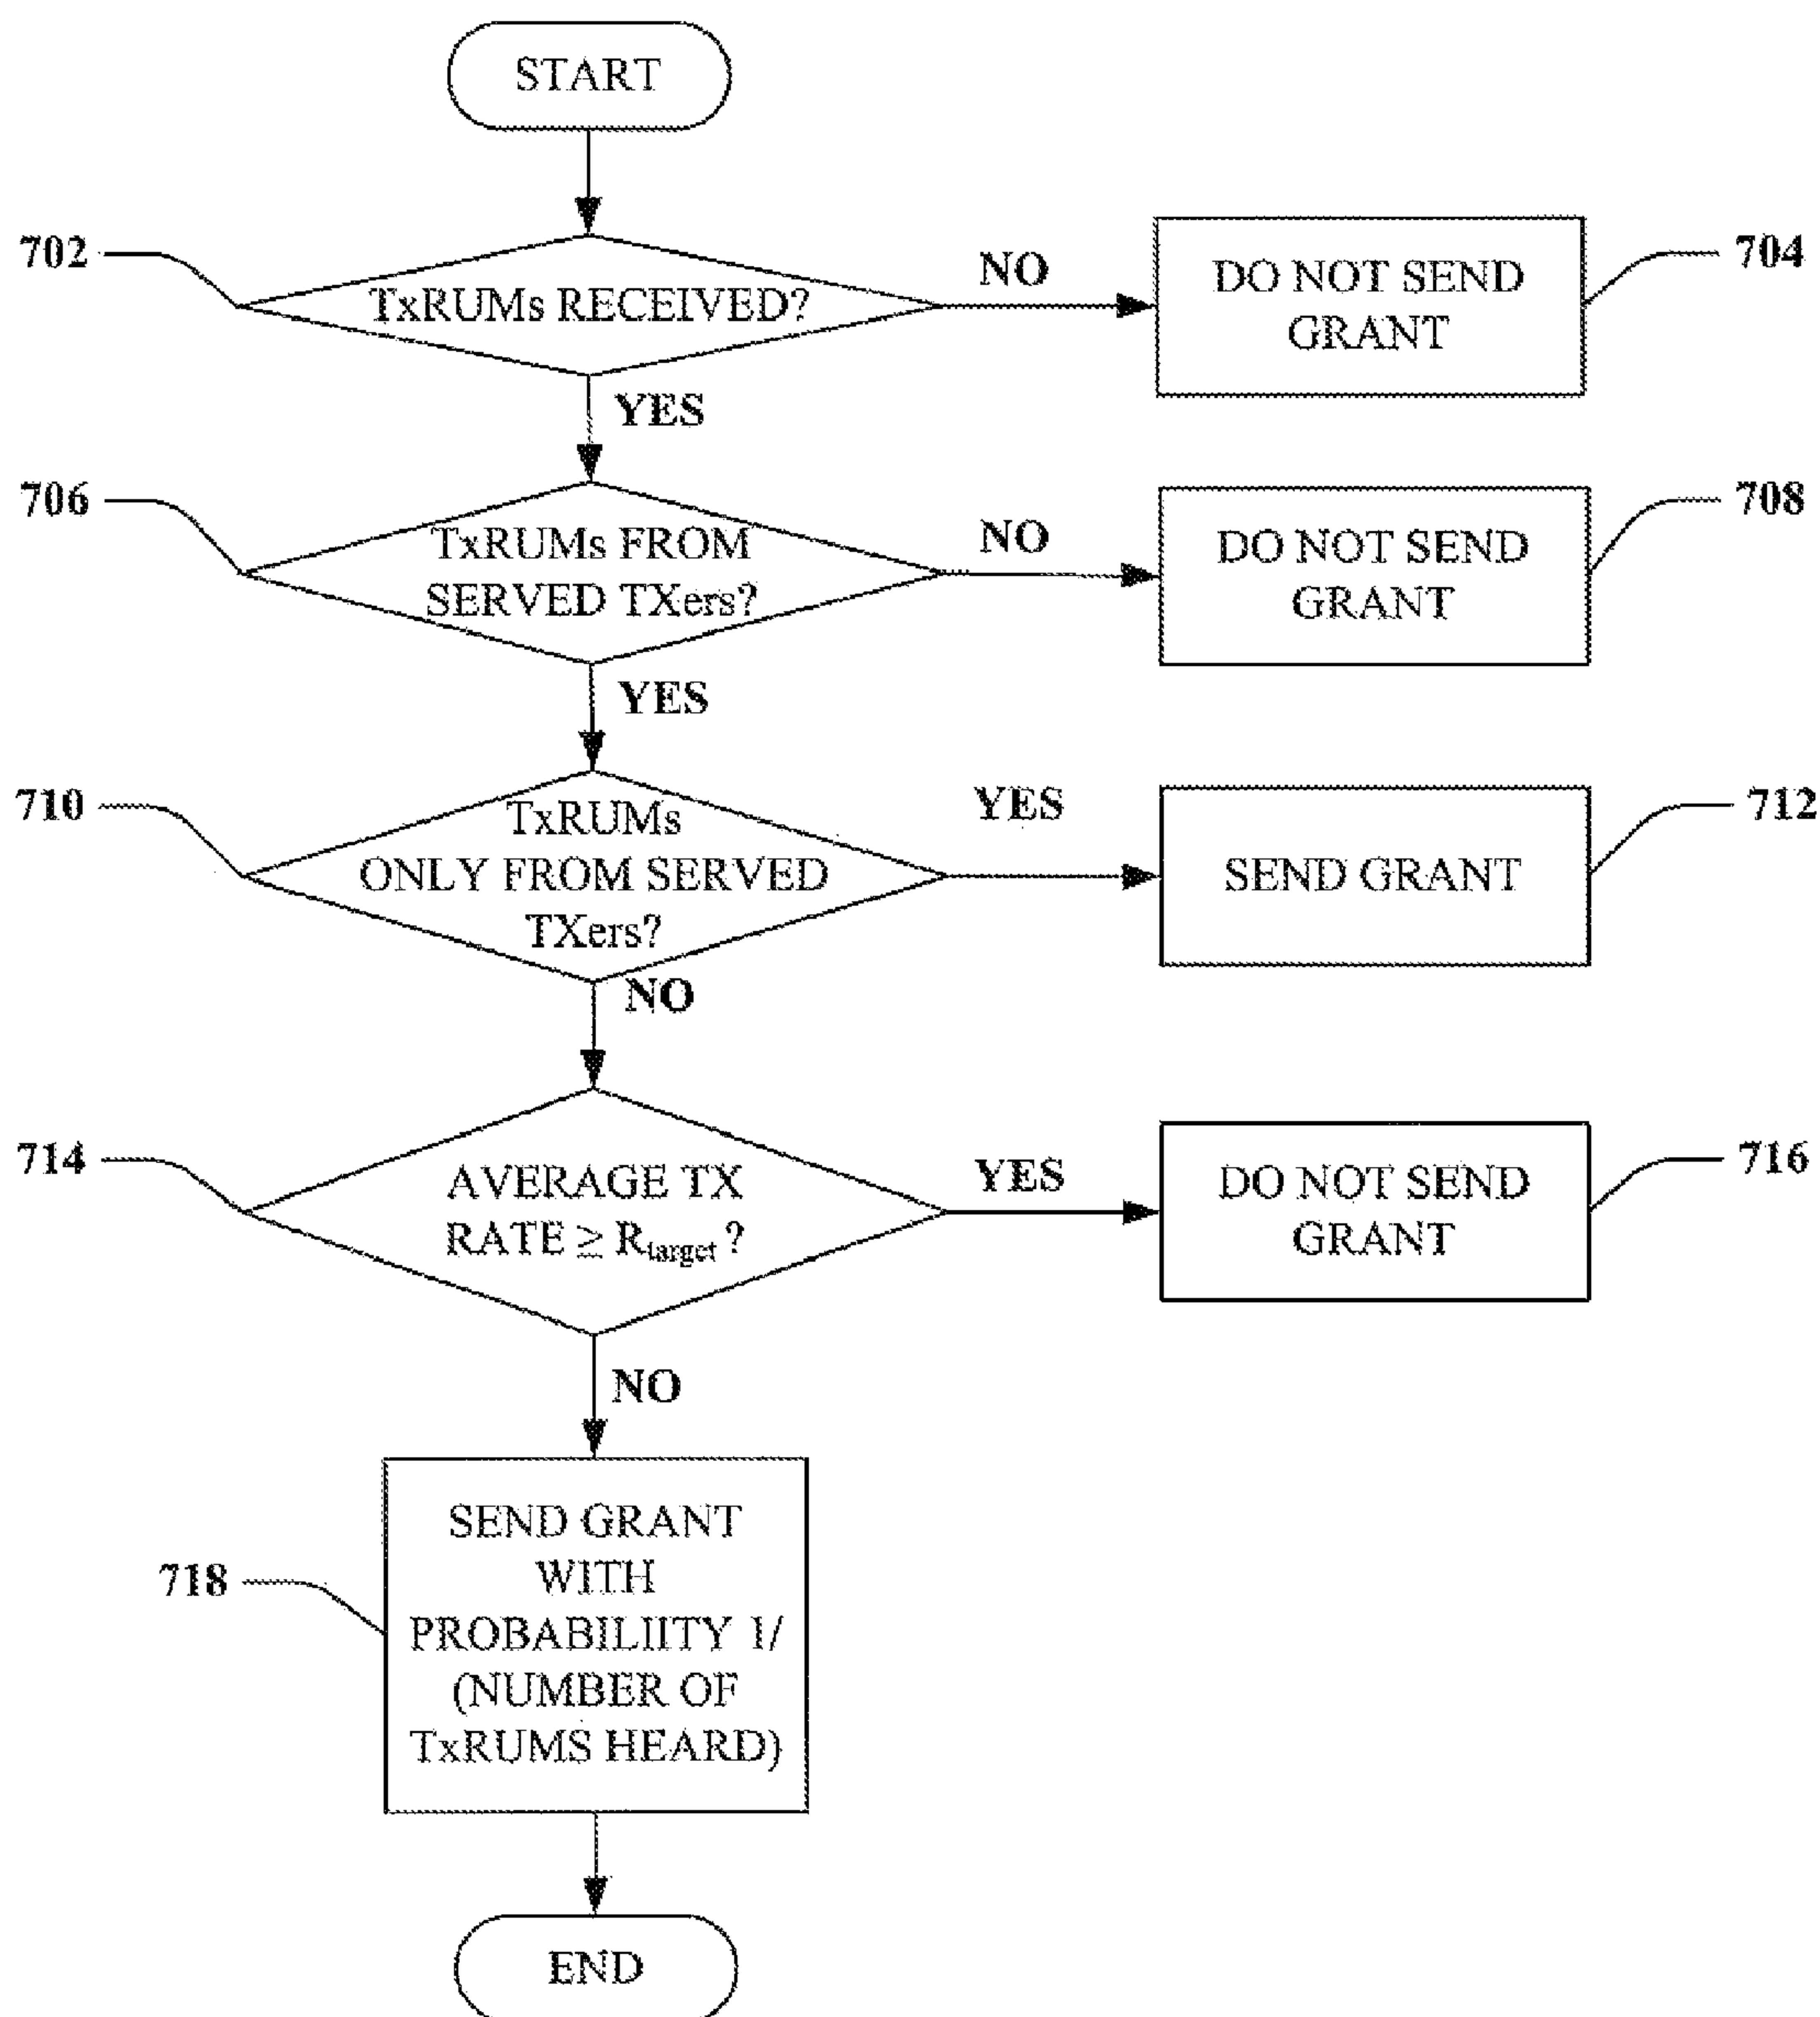 START
702
TxRUMs RECEIVED?
NO
DO NOT SEND
GRANT
704
YES
706
TxRUMs FROM
SERVED TXers?
NO
DO NOT SEND
GRANT
708
YES
710
TxRUMs
ONLY FROM SERVED
TXers?
YES
SEND GRANT
712
NO
714
AVERAGE TX
RATE ≥ Rtarget ?
YES
DO NOT SEND
GRANT
716
NO
718
SEND GRANT
WITH
PROBABILIITY 1/
(NUMBER OF
TxRUMS HEARD)
END